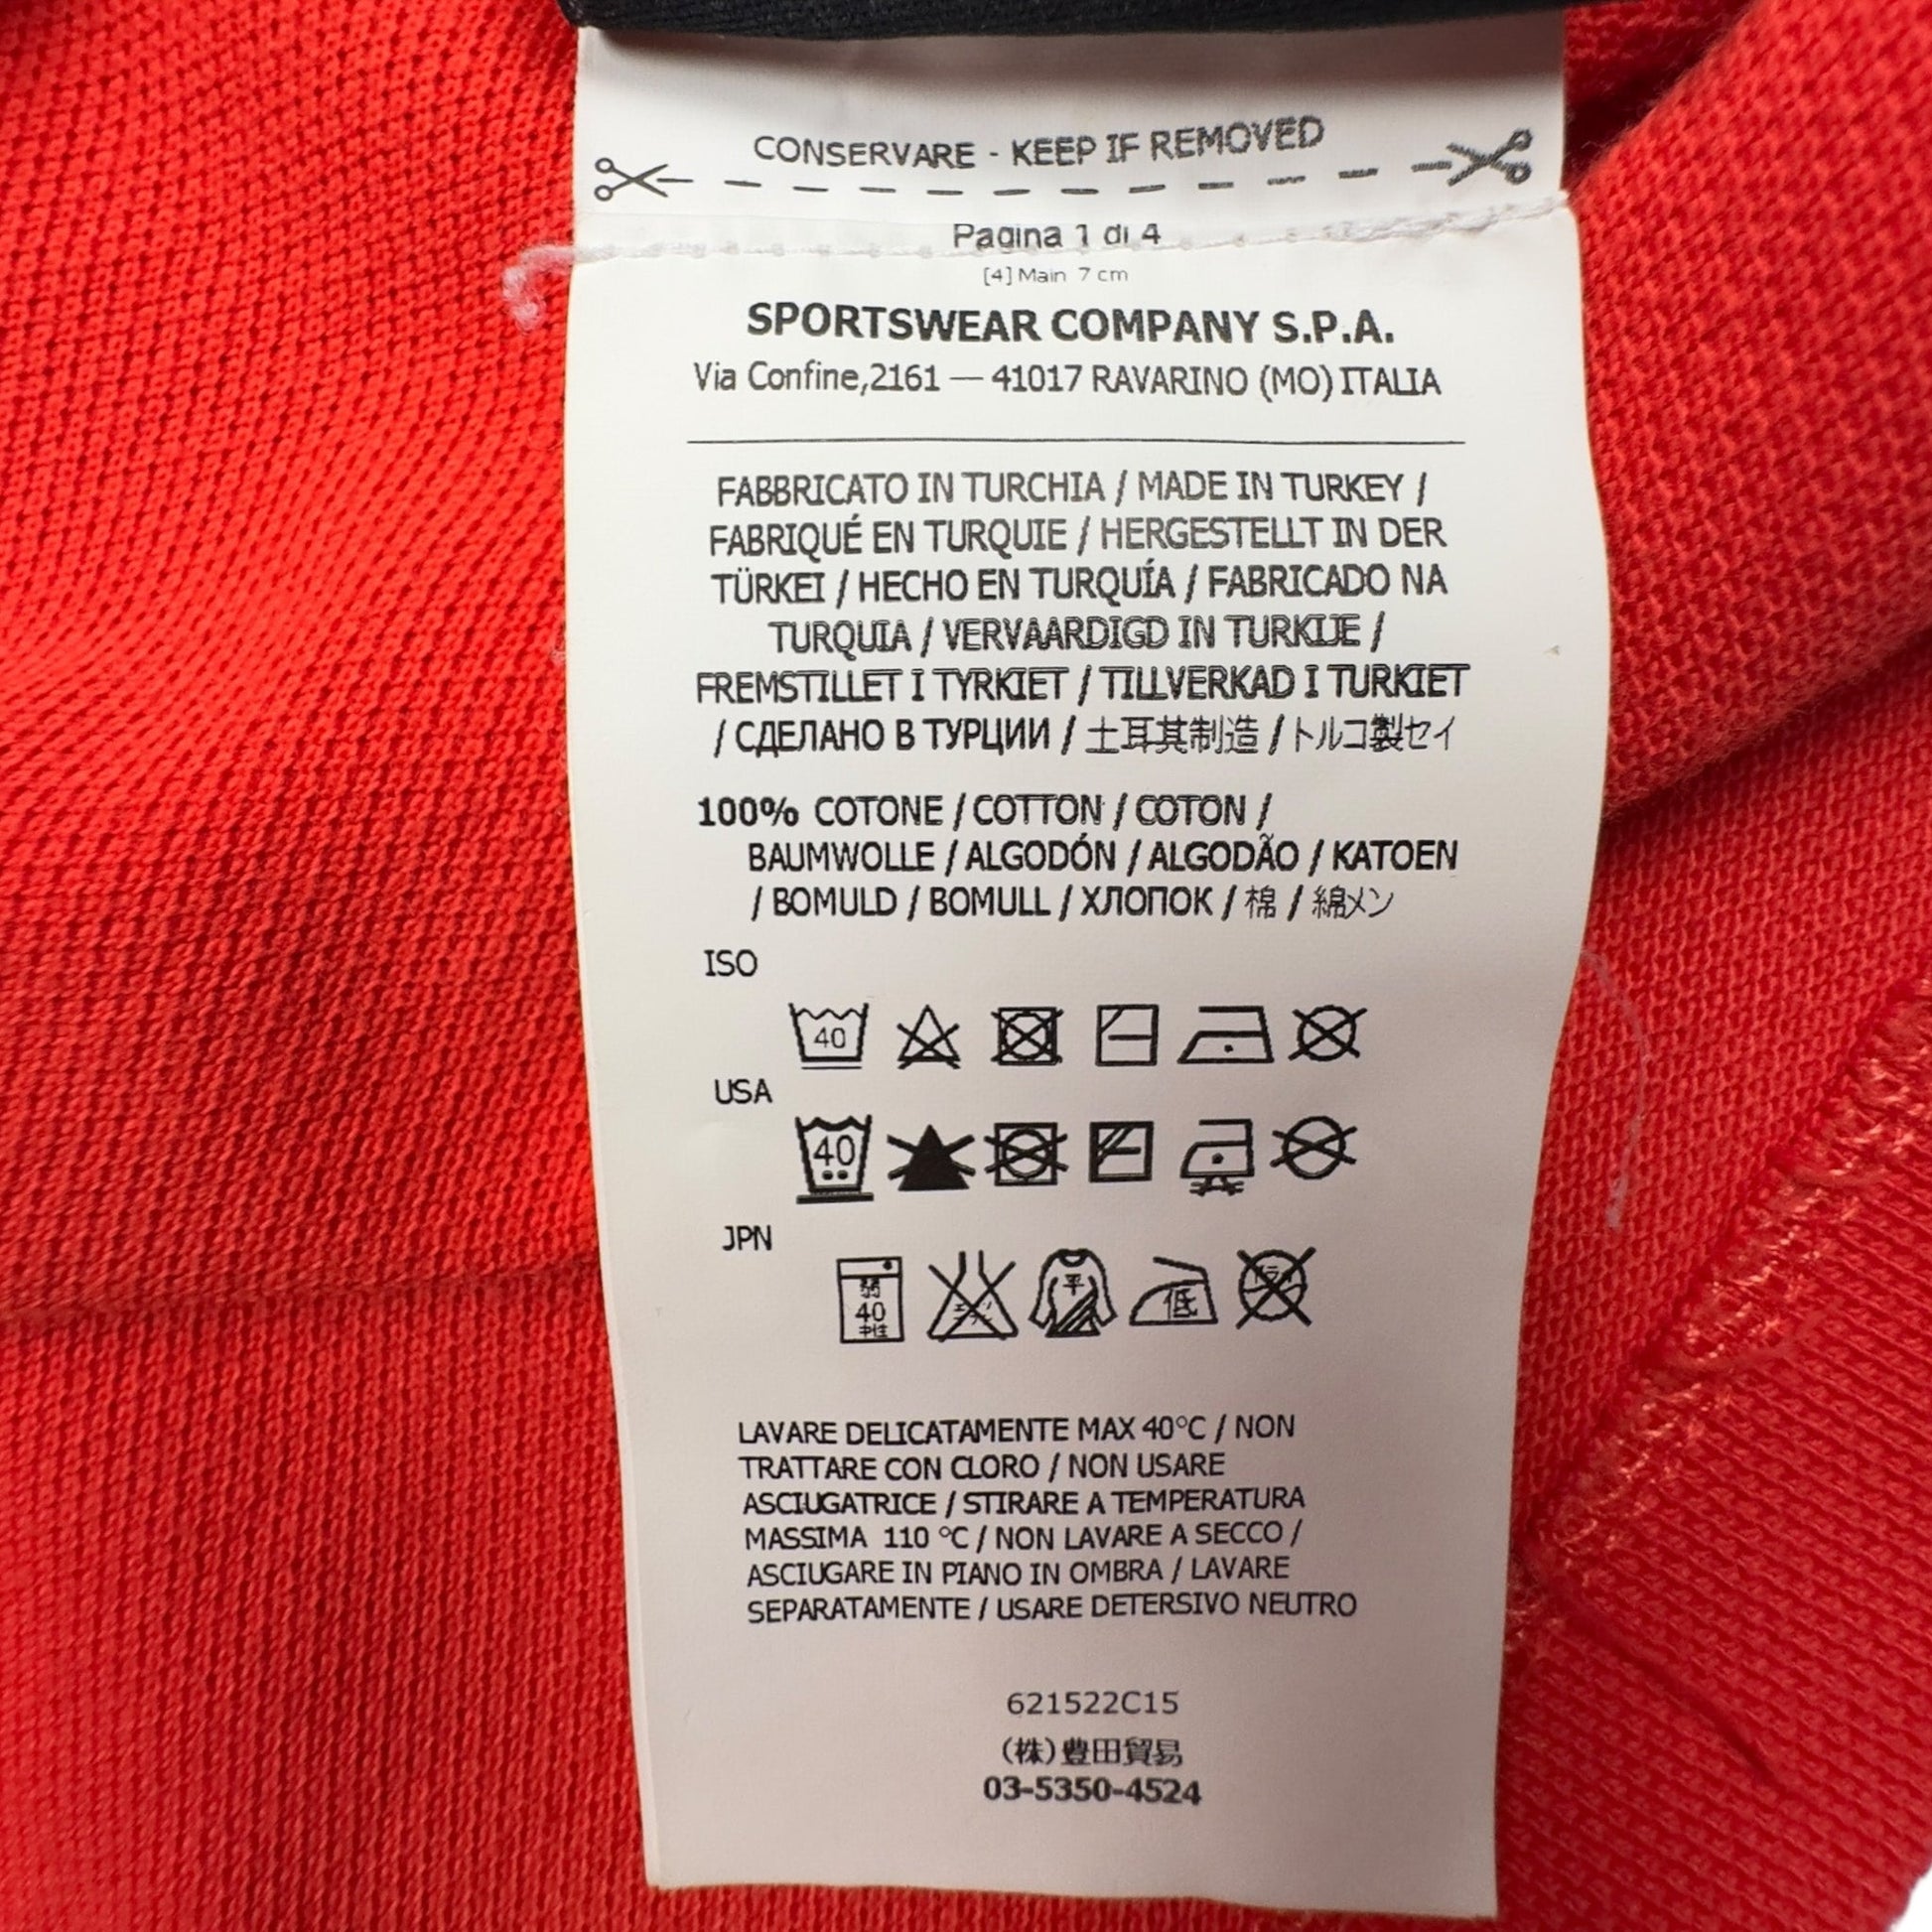 CONSERVARE - KEEP IF REMOVED
Pagina 1 di 4
[4] Main 7 cm
SPORTSWEAR COMPANY S.P.A.
Via Confine,2161 — 41017 RAVARINO (MO) ITALIA
FABBRICATO IN TURCHIA / MADE IN TURKEY /
FABRIQUÉ EN TURQUIE / HERGESTELLT IN DER
TÜRKEI / HECHO EN TURQUÍA / FABRICADO NA
TURQUIA / VERVAARDIGD IN TURKIJE /
FREMSTILLET I TYRKIET / TILLVERKAD I TURKIET
/ СДЕЛАНО В ТУРЦИИ / 土耳其制造 / トルコ製セイ
100% COTONE / COTTON / COTON /
BAUMWOLLE / ALGODÓN / ALGODÃO / KATOEN
/ BOMULD / BOMULL / ХЛОПОК / 棉 / 綿メン
ISO
40
USA
40
JPN
弱 平 低
40
中性
LAVARE DELICATAMENTE MAX 40°C / NON
TRATTARE CON CLORO / NON USARE
ASCIUGATRICE / STIRARE A TEMPERATURA
MASSIMA 110 °C / NON LAVARE A SECCO /
ASCIUGARE IN PIANO IN OMBRA / LAVARE
SEPARATAMENTE / USARE DETERSIVO NEUTRO
621522C15
(株)豊田貿易
03-5350-4524